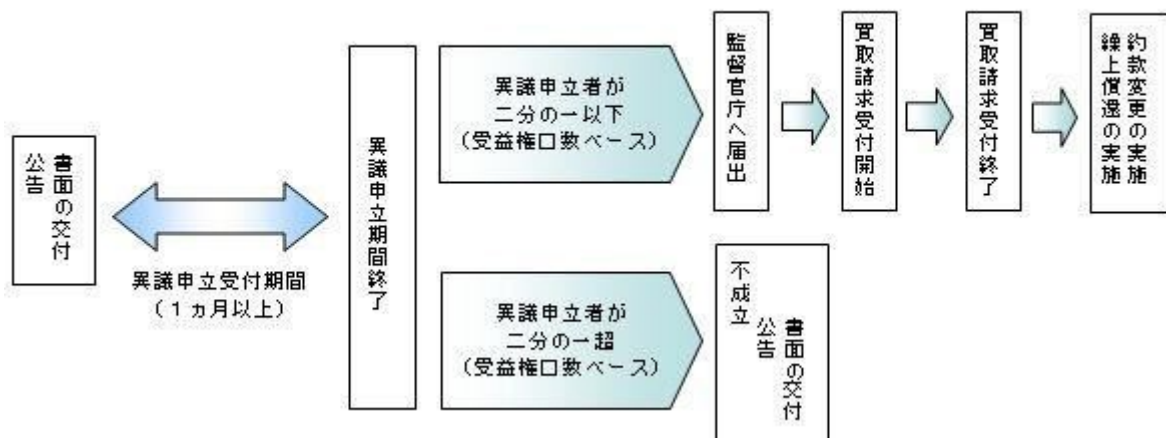 書面の交付
公告
異議申立受付期間
（１ヵ月以上）
異議申立期間終了
異議申立者が
二分の一以下
（受益権口数ベース）
監督官庁へ届出
買取請求受付開始
買取請求受付終了
約款変更の実施
繰上償還の実施
異議申立者が
二分の一超
（受益権口数ベース）
不成立
書面の交付
公告